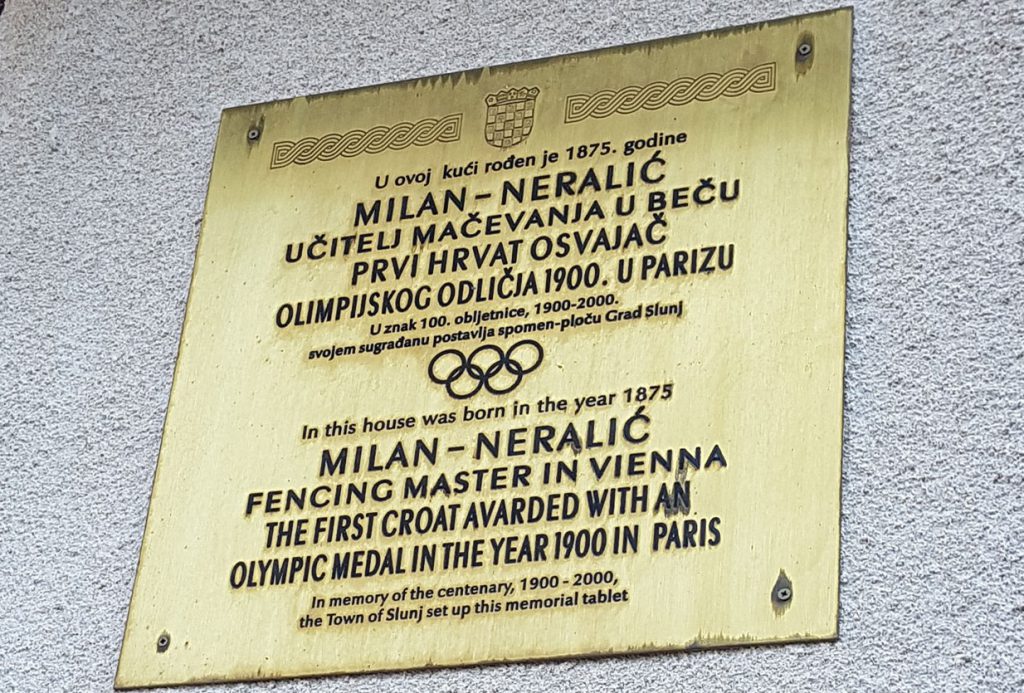 U ovoj kući rođen je 1875. godine
MILAN – NERALIĆ
UČITELJ MAČEVANJA U BEČU
PRVI HRVAT OSVAJAČ
OLIMPIJSKOG ODLIČJA 1900. U PARIZU
U znak 100. obljetnice, 1900-2000.
svojem sugrađanu postavlja spomen-ploču Grad Slunj
In this house was born in the year 1875
MILAN – NERALIĆ
FENCING MASTER IN VIENNA
THE FIRST CROAT AVARDED WITH AN
OLYMPIC MEDAL IN THE YEAR 1900 IN PARIS
In memory of the centenary, 1900 - 2000,
the Town of Slunj set up this memorial tablet